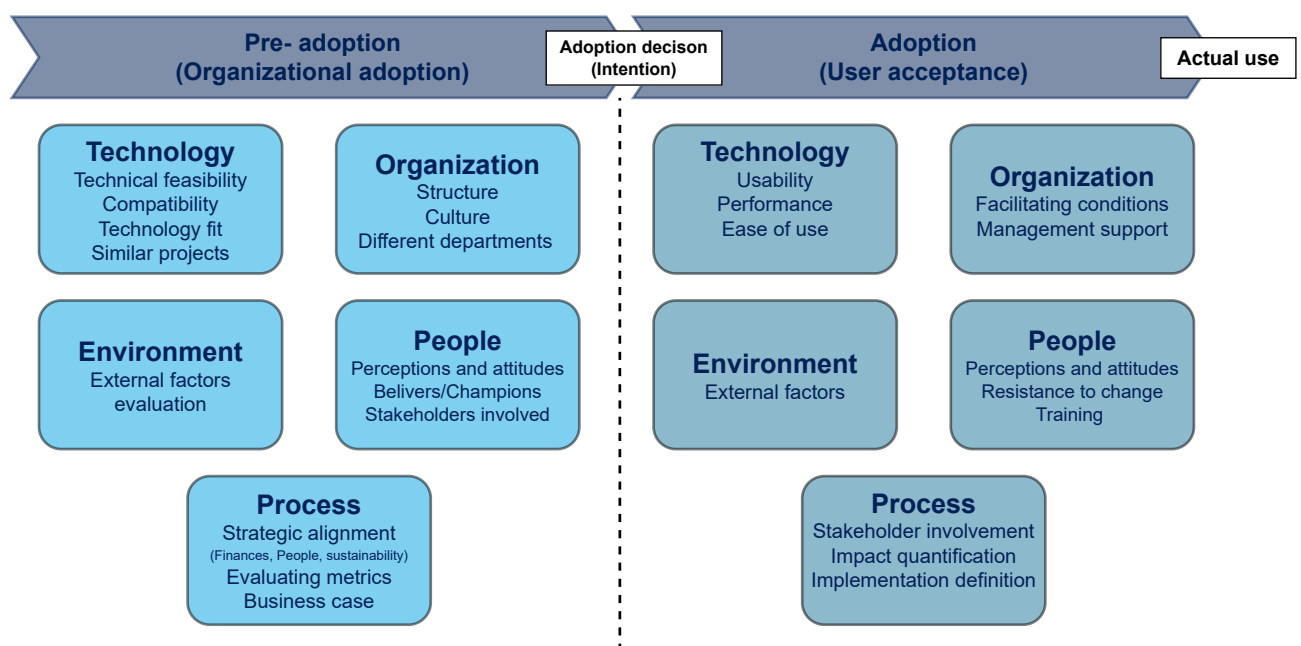 Pre- adoption
(Organizational adoption)
Adoption decison
(Intention)
Adoption
(User acceptance)
Actual use
Technology
Technical feasibility
Compatibility
Technology fit
Similar projects
Organization
Structure
Culture
Different departments
Environment
External factors
evaluation
People
Perceptions and attitudes
Belivers/Champions
Stakeholders involved
Process
Strategic alignment
(Finances, People, sustainability)
Evaluating metrics
Business case
Technology
Usability
Performance
Ease of use
Organization
Facilitating conditions
Management support
Environment
External factors
People
Perceptions and attitudes
Resistance to change
Training
Process
Stakeholder involvement
Impact quantification
Implementation definition